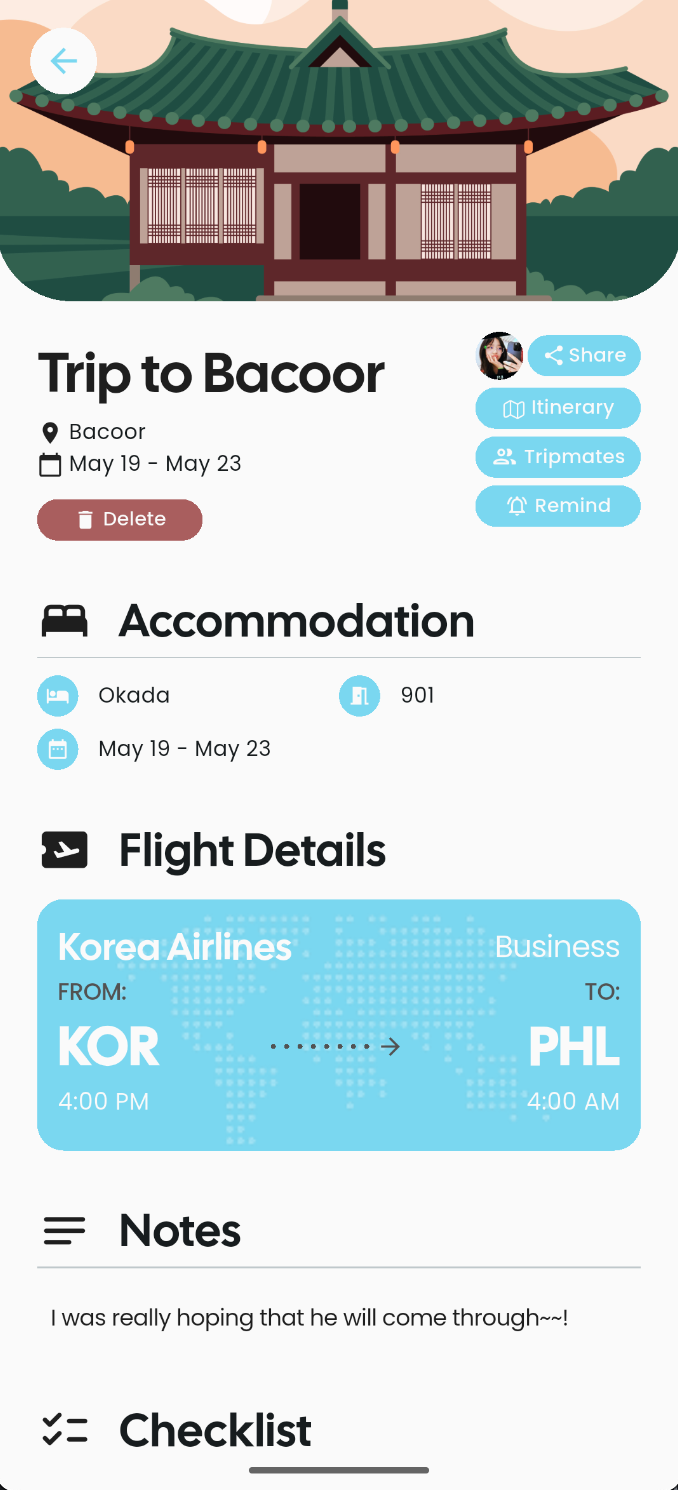 Trip to Bacoor
Share
Bacoor
Itinerary
May 19 - May 23
Tripmates
Delete
Remind
Accommodation
Okada
901
May 19 - May 23
Flight Details
Korea Airlines
Business
FROM:
TO:
KOR
PHL
4:00 PM
4:00 AM
Notes
I was really hoping that he will come through~~!
Checklist